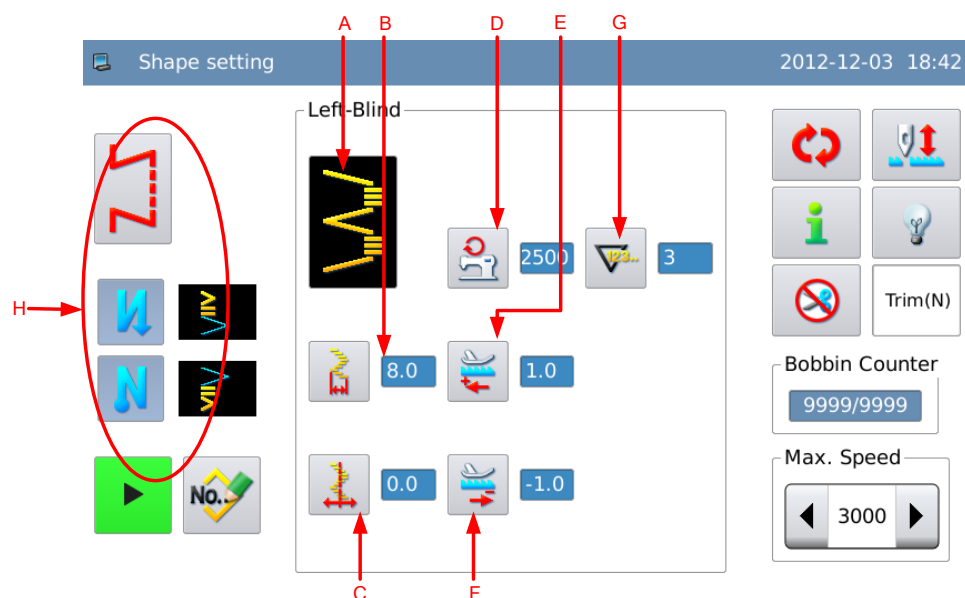 A B D E G
Shape setting 2012-12-03 18:42
Left-Blind
123..
2500
3
H
Trim(N)
8.0
1.0
Bobbin Counter
9999/9999
Max. Speed
No.
0.0
-1.0
3000
C F